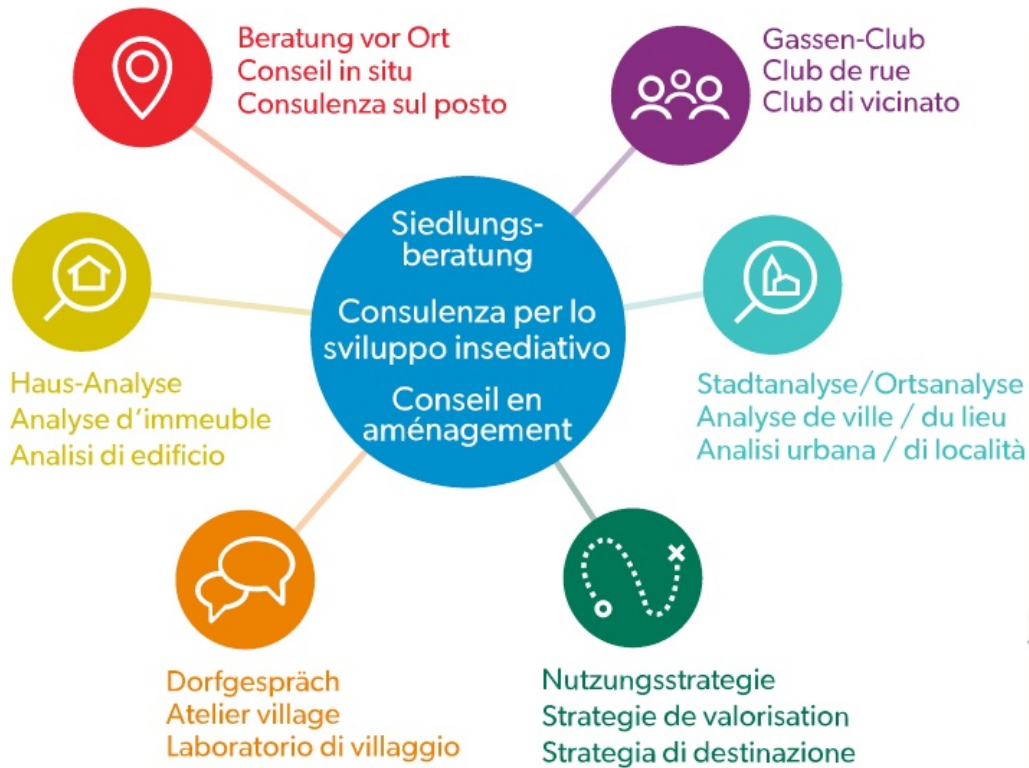 Beratung vor Ort
Conseil in situ
Consulenza sul posto
Gassen-Club
Club de rue
Club di vicinato
Siedlungs-
beratung
Consulenza per lo
sviluppo insediativo
Conseil en
aménagement
Haus-Analyse
Analyse d´immeuble
Analisi di edificio
Stadtanalyse/Ortsanalyse
Analyse de ville / du lieu
Analisi urbana / di località
Dorfgespräch
Atelier village
Laboratorio di villaggio
Nutzungsstrategie
Strategie de valorisation
Strategia di destinazione